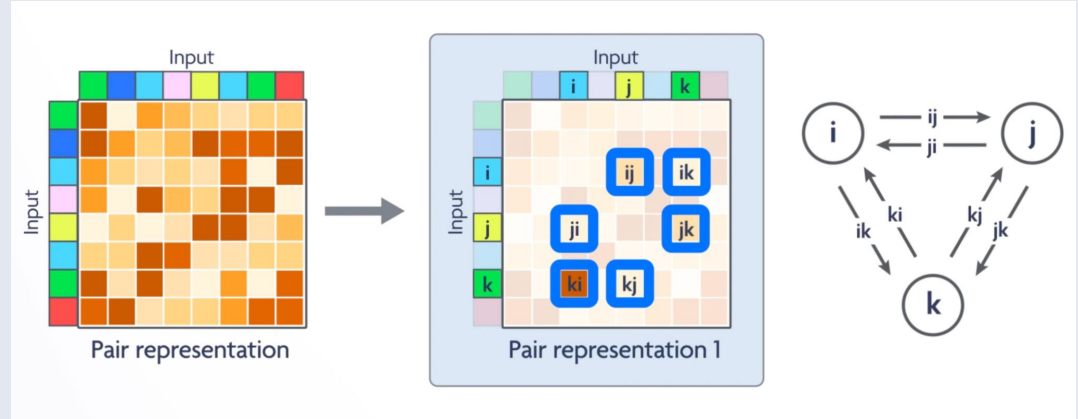 Input
Input
Pair representation
Input
i j k
Input
i
j
k
ij ik
ji jk
ki kj
Pair representation 1
i ij j
ji
ki kj
ik jk
k